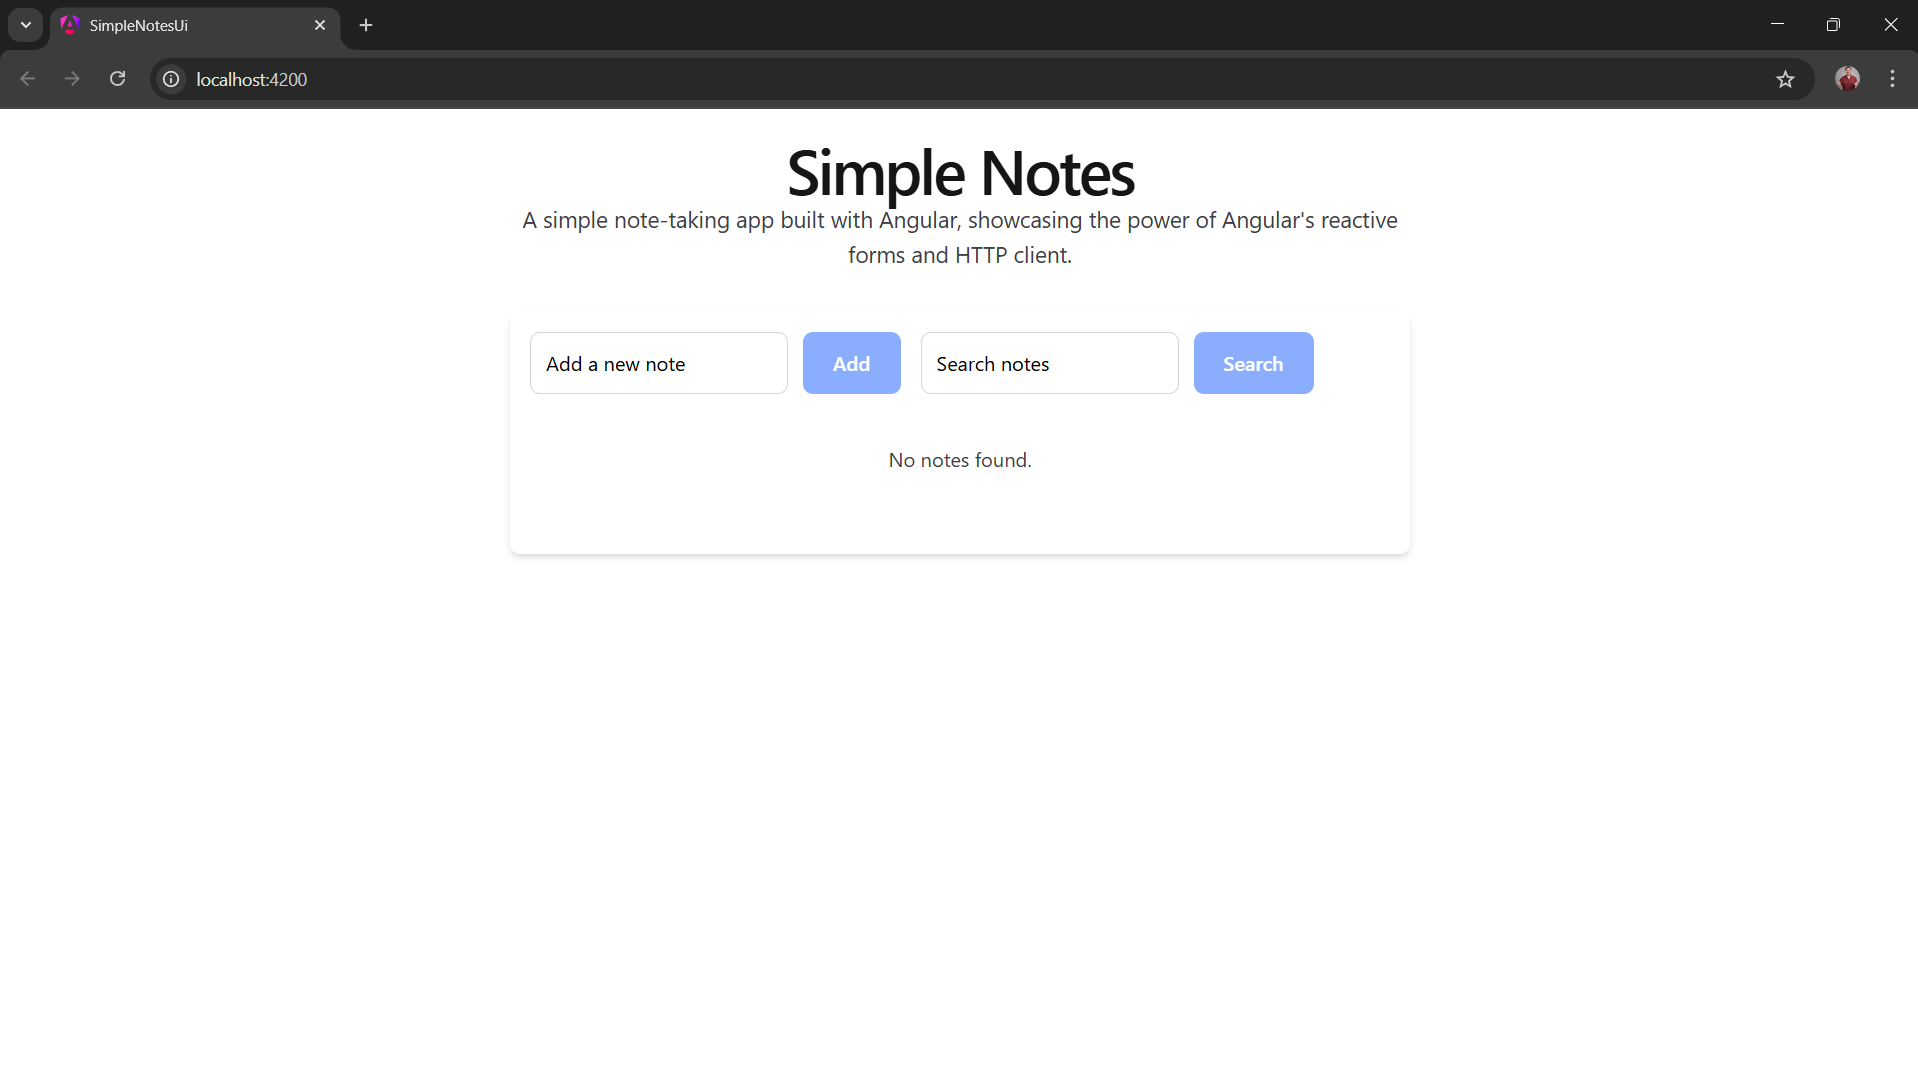 SimpleNotesUi
localhost:4200
Simple Notes
A simple note-taking app built with Angular, showcasing the power of Angular's reactive
forms and HTTP client.
Add a new note Add Search notes Search
No notes found.